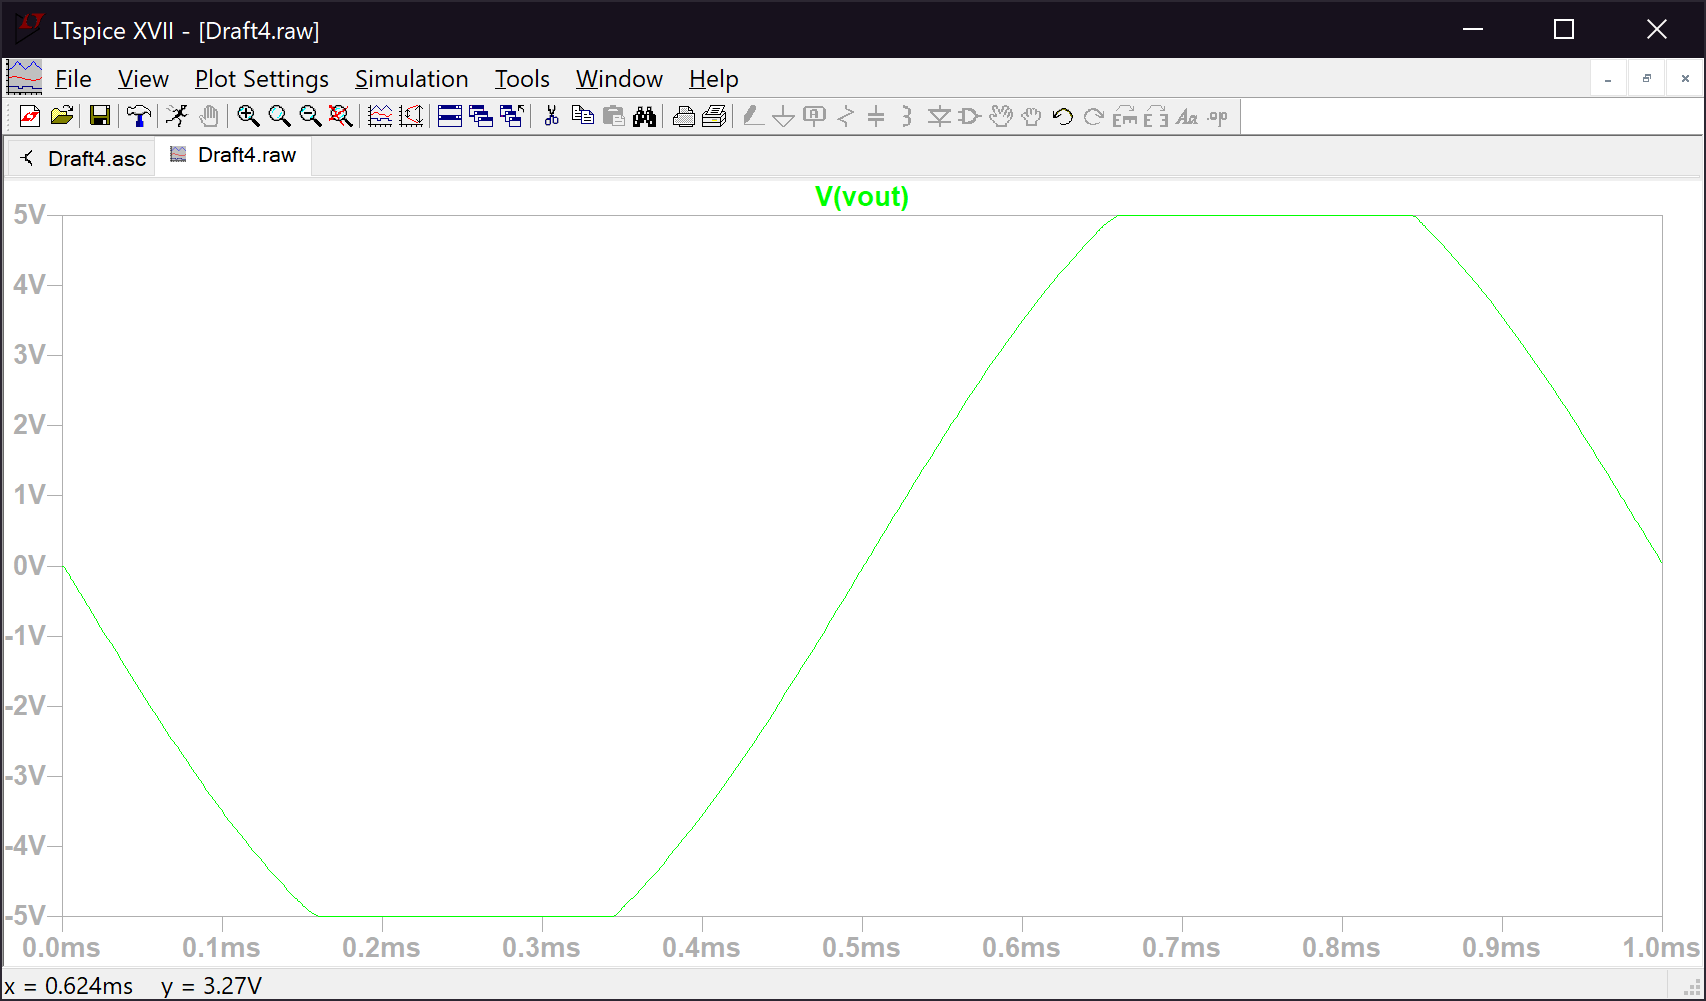 LTspice XVII - [Draft4.raw]
File View Plot Settings Simulation Tools Window Help
Draft4.asc Draft4.raw
V(vout)
5V
4V
3V
2V
1V
0V
-1V
-2V
-3V
-4V
-5V
0.0ms 0.1ms 0.2ms 0.3ms 0.4ms 0.5ms 0.6ms 0.7ms 0.8ms 0.9ms 1.0ms
x = 0.624ms y = 3.27V